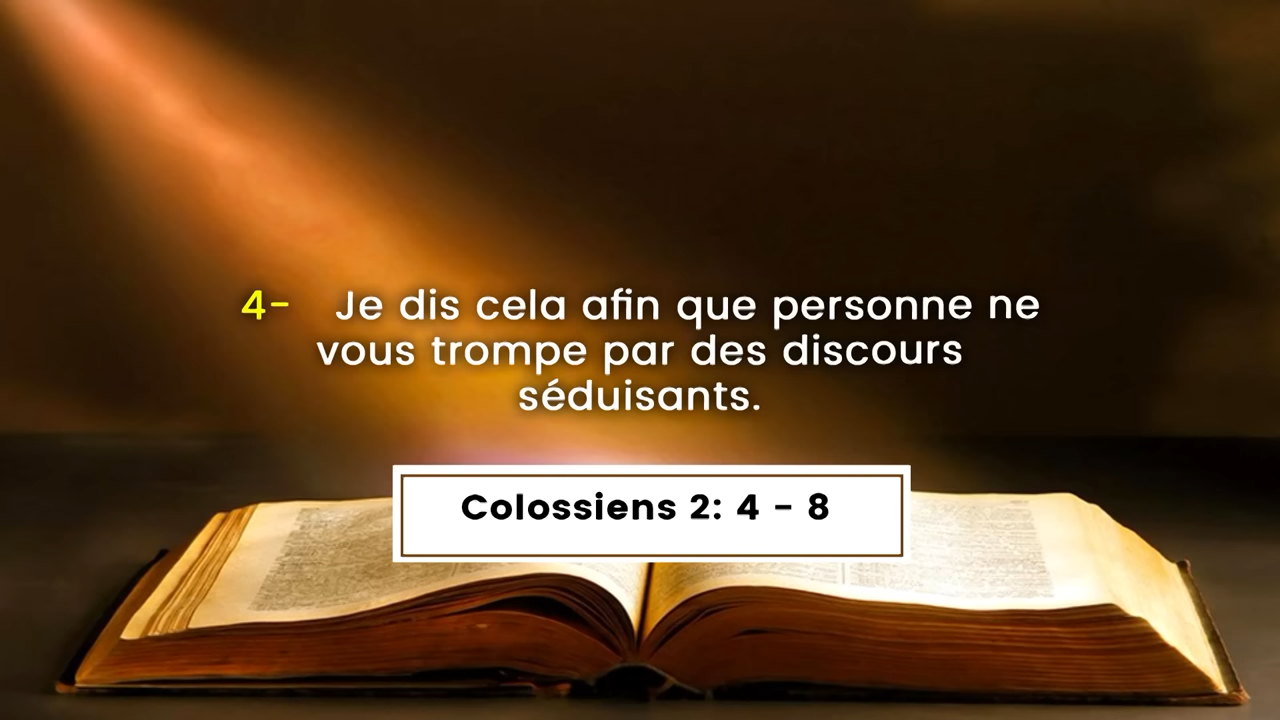 4- Je dis cela afin que personne ne
vous trompe par des discours
séduisants.
Colossiens 2: 4 - 8